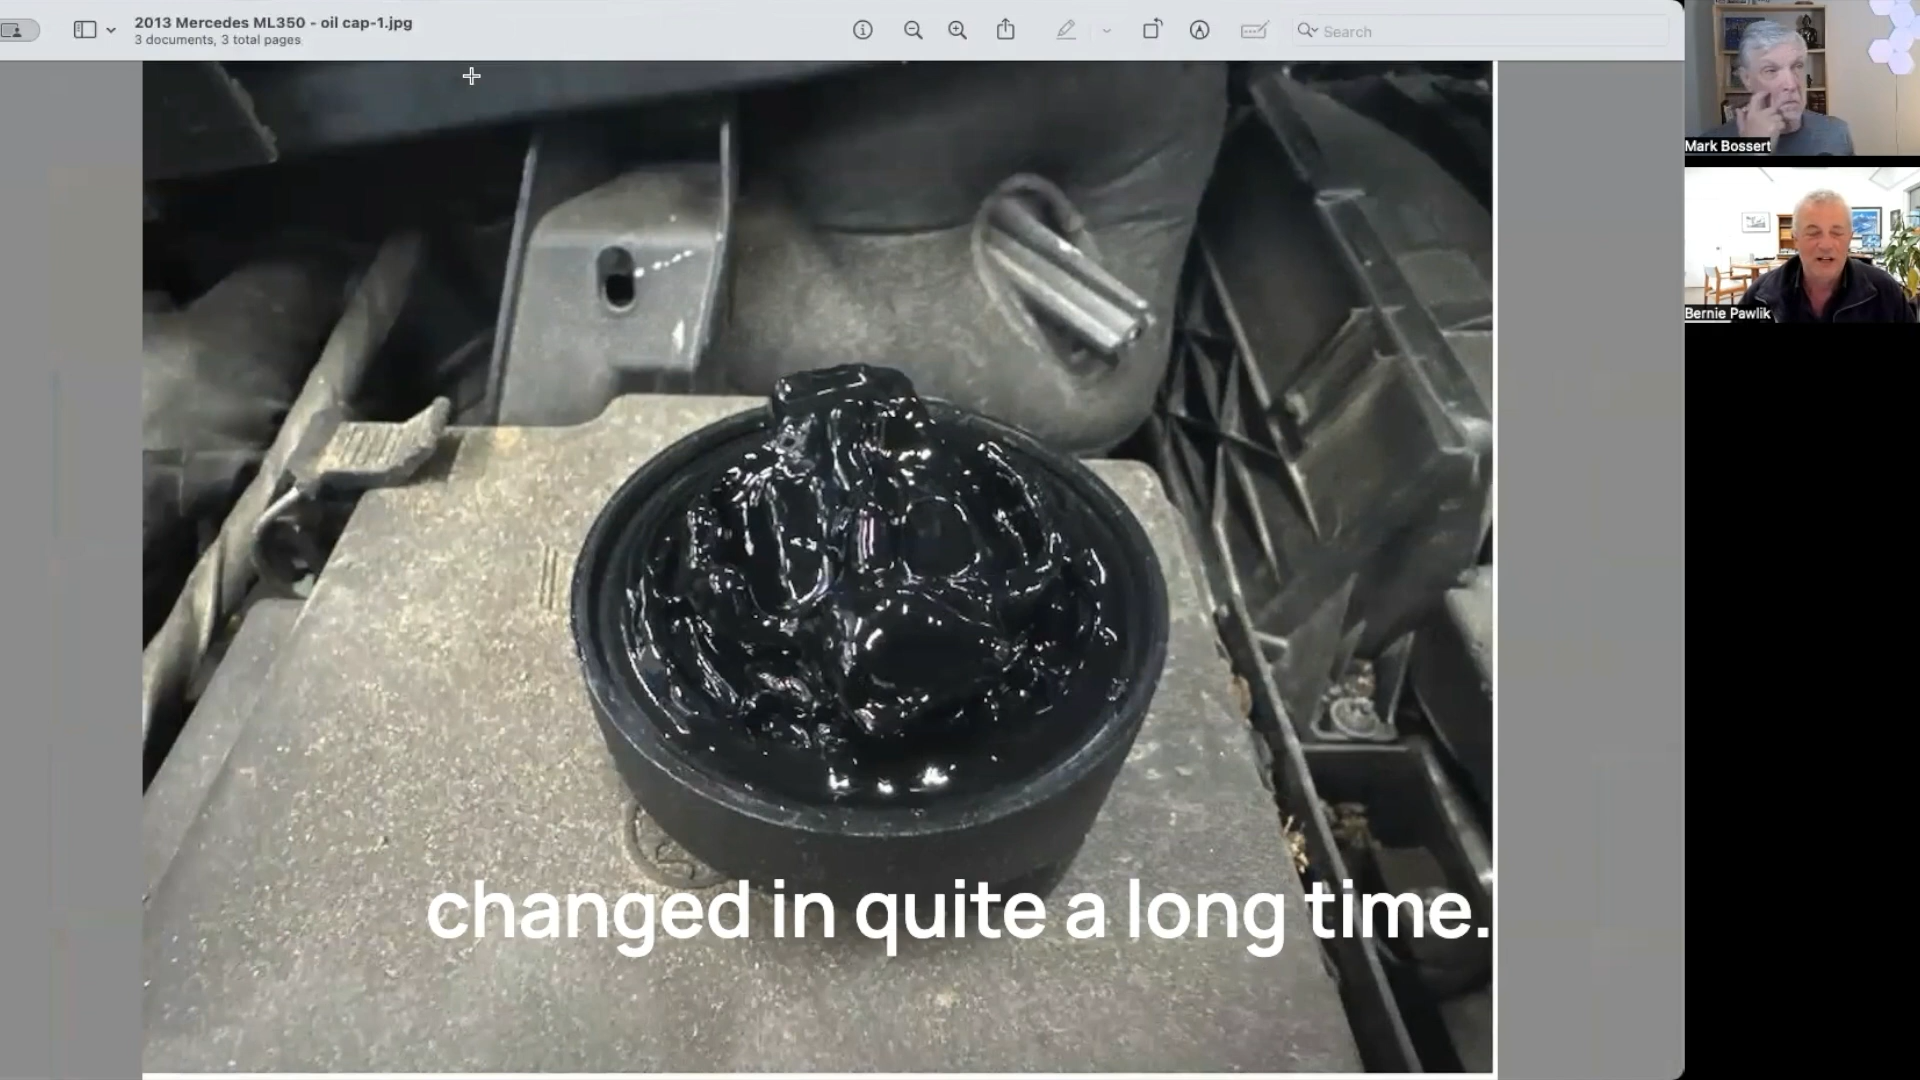 2013 Mercedes ML350 - oil cap-1.jpg
3 documents, 3 total pages
Search
Mark Bossert
Bernie Pawlik
changed in quite a long time.